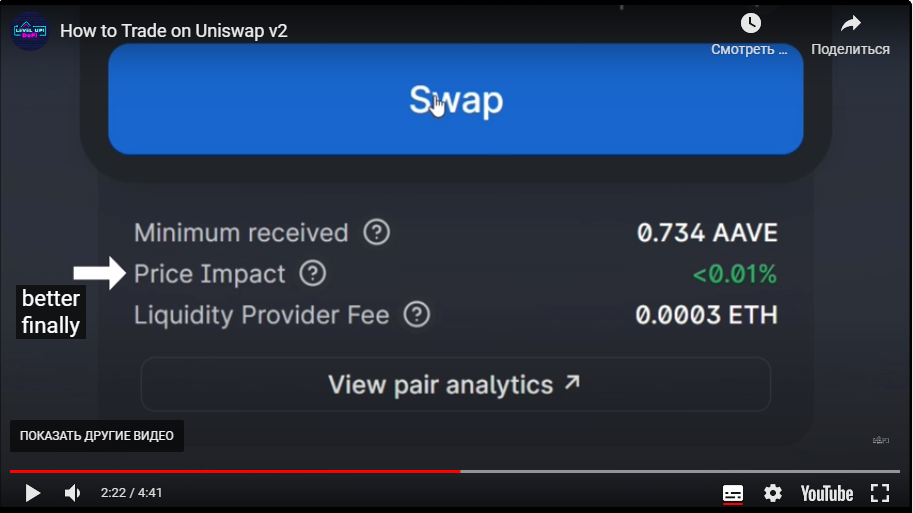 LEVEL UP!
DeFi
How to Trade on Uniswap v2
Смотреть ...
Поделиться
Swap
Minimum received ? 0.734 AAVE
Price Impact ? <0.01%
Liquidity Provider Fee ? 0.0003 ETH
better
finally
View pair analytics ↗
ПОКАЗАТЬ ДРУГИЕ ВИДЕО
2:22 / 4:41
YouTube